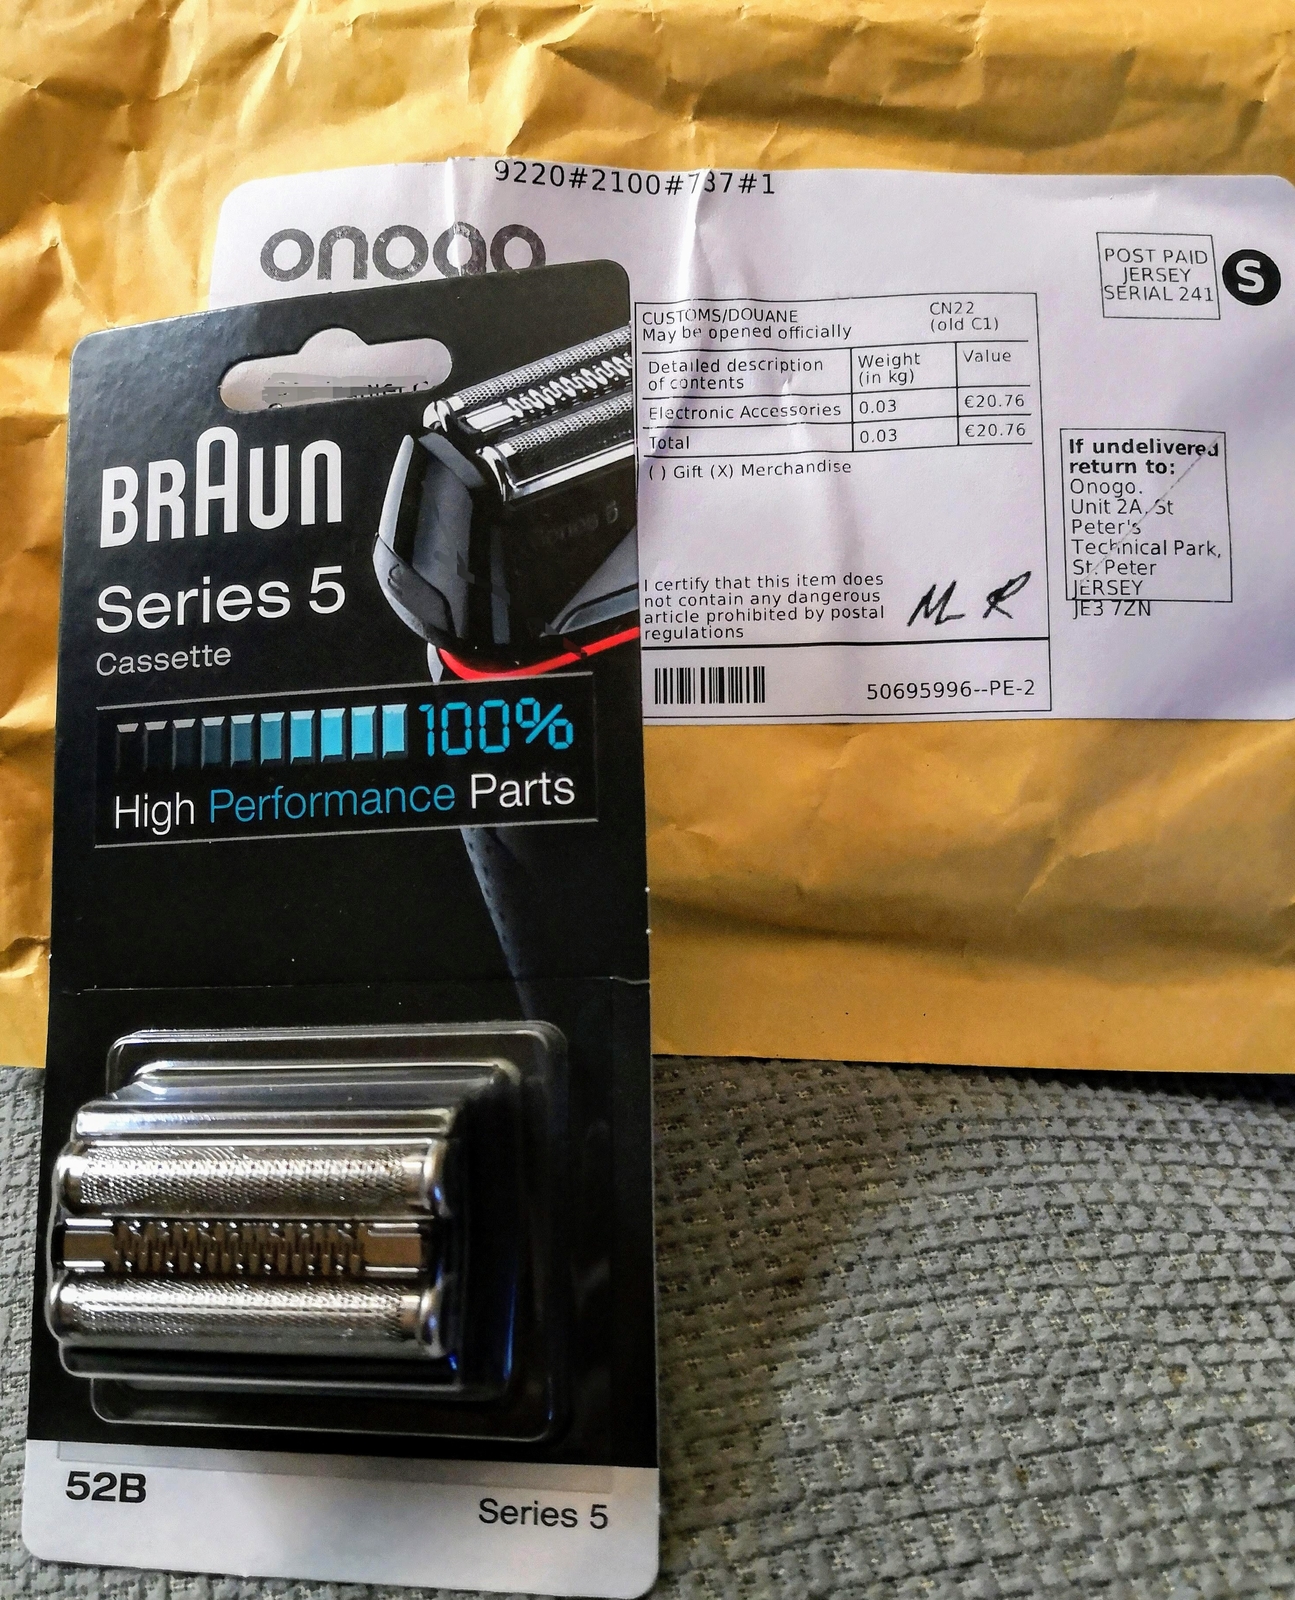 9220#2100#737#1
onogo
POST PAID
JERSEY
SERIAL 241
S
CUSTOMS/DOUANE
May be opened officially
CN22
(old C1)
Detailed description
of contents
Weight
(in kg)
Value
Electronic Accessories 0.03 €20.76
Total 0.03 €20.76
( ) Gift (X) Merchandise
I certify that this item does
not contain any dangerous
article prohibited by postal
regulations
M R
50695996--PE-2
If undelivered
return to:
Onogo.
Unit 2A, St
Peter's
Technical Park,
St. Peter
JERSEY
JE3 7ZN
BRAUN
Series 5
Cassette
100%
High Performance Parts
52B
Series 5